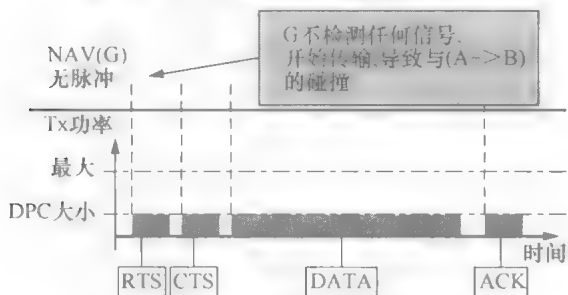 G不检测任何信号,
开始传输,导致与(A->B)
的碰撞
NAV(G)
无脉冲
Tx功率
最大
DPC大小
时间
RTS CTS DATA ACK